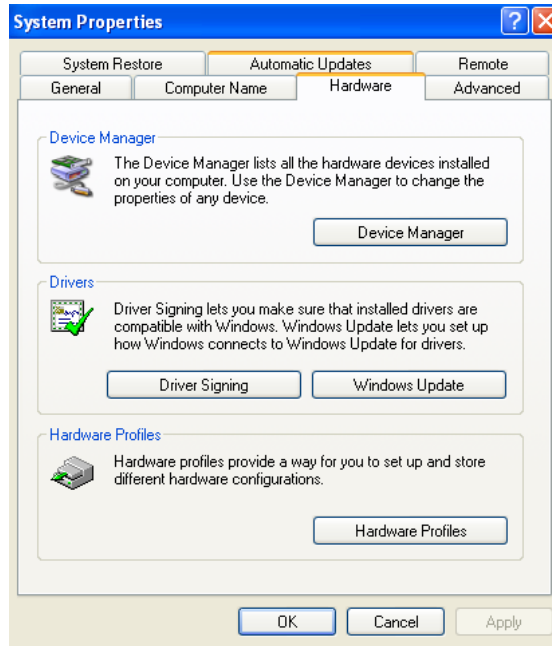 System Properties
System Restore Automatic Updates Remote
General Computer Name Hardware Advanced
Device Manager
The Device Manager lists all the hardware devices installed
on your computer. Use the Device Manager to change the
properties of any device.
Device Manager
Drivers
Driver Signing lets you make sure that installed drivers are
compatible with Windows. Windows Update lets you set up
how Windows connects to Windows Update for drivers.
Driver Signing Windows Update
Hardware Profiles
Hardware profiles provide a way for you to set up and store
different hardware configurations.
Hardware Profiles
OK Cancel Apply